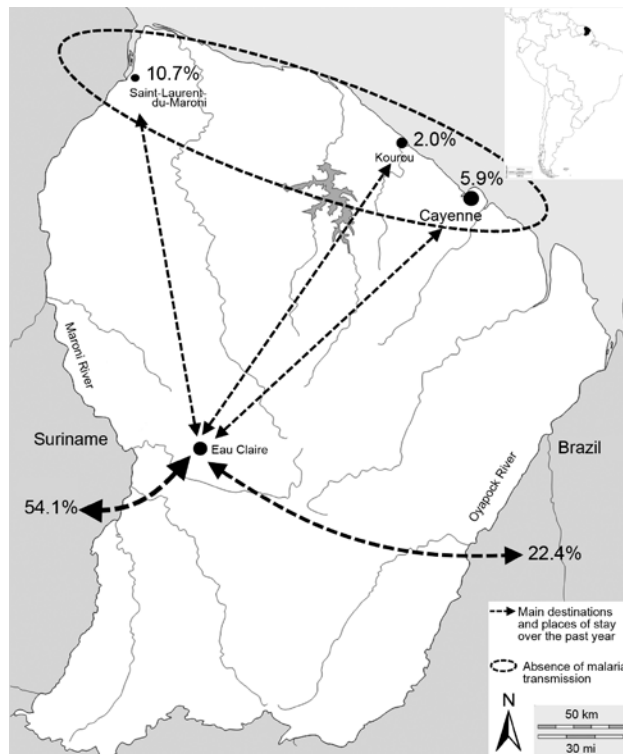 10.7%
Saint-Laurent-
du-Maroni
2.0%
Kourou
5.9%
Cayenne
Maroni River
Suriname
Eau Claire
Brazil
Oyapock River
54.1%
22.4%
Main destinations
and places of stay
over the past year
Absence of malaria
transmission
N
50 km
30 mi